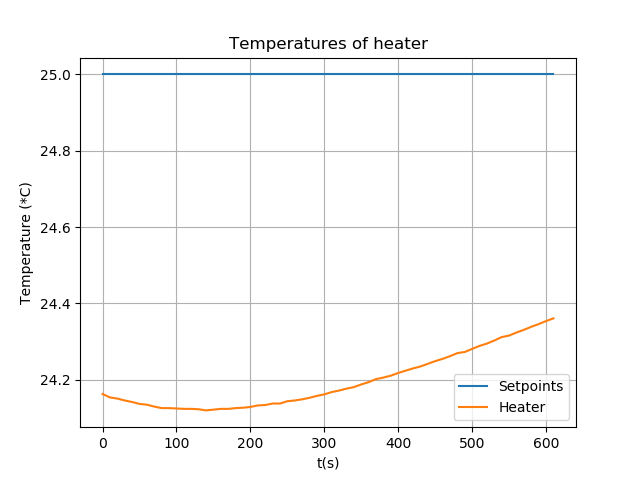 Temperatures of heater
Temperature (*C)
25.0
24.8
24.6
24.4
24.2
0 100 200 300 400 500 600
t(s)
Setpoints
Heater